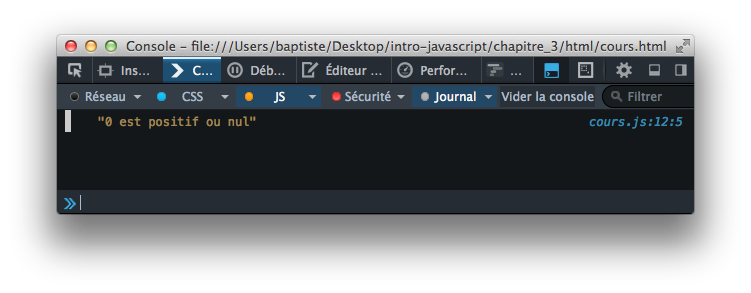 Console – file:///Users/baptiste/Desktop/intro-javascript/chapitre_3/html/cours.html
Ins... C... Déb... Éditeur ... Perfor... ...
Réseau CSS JS Sécurité Journal Vider la console Filtrer
"0 est positif ou nul" cours.js:12:5